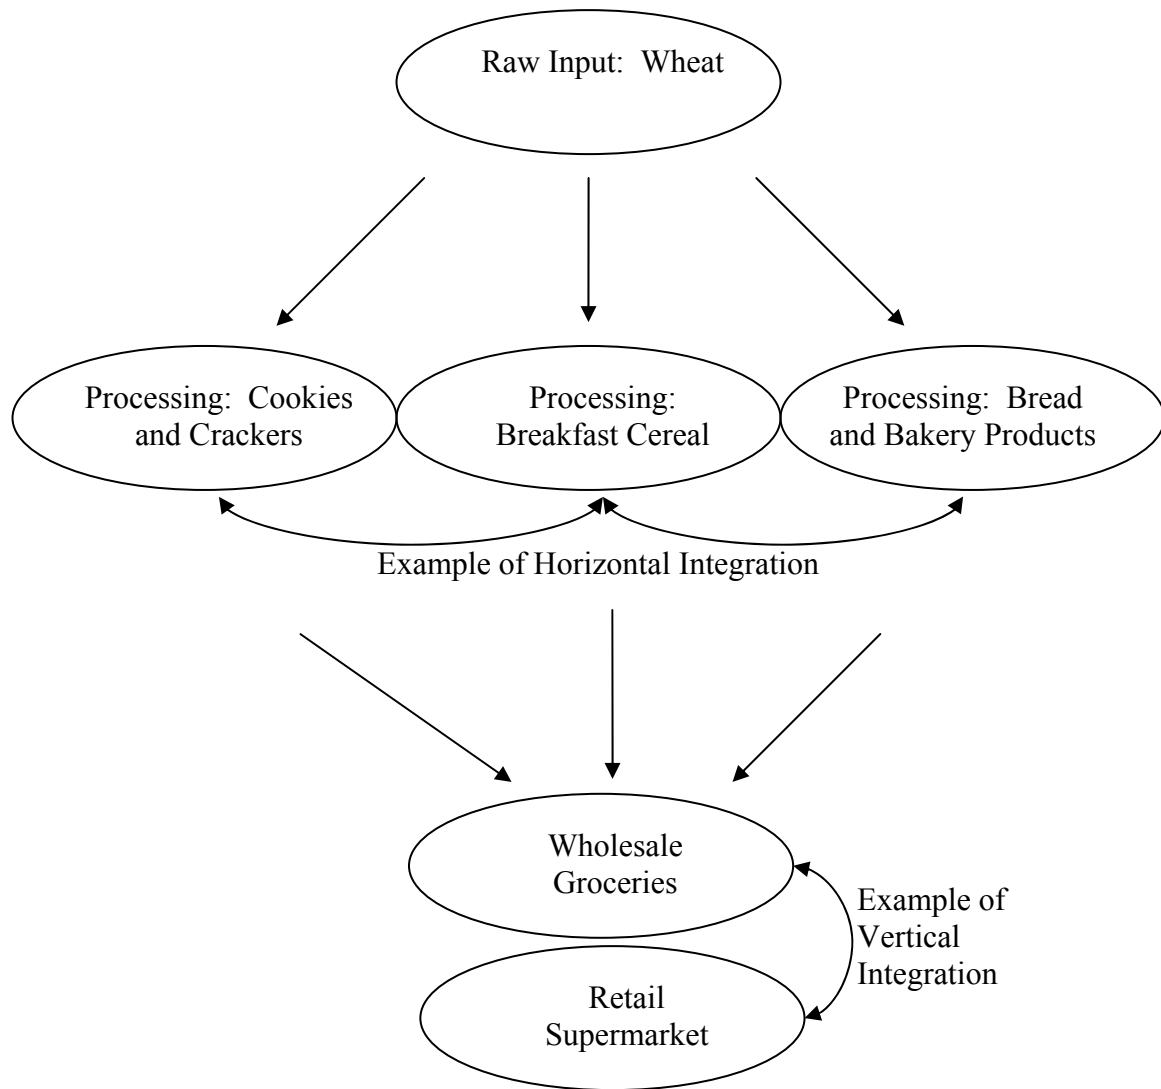 Raw Input: Wheat
Processing: Cookies
and Crackers
Processing:
Breakfast Cereal
Processing: Bread
and Bakery Products
Example of Horizontal Integration
Wholesale
Groceries
Example of
Vertical
Integration
Retail
Supermarket